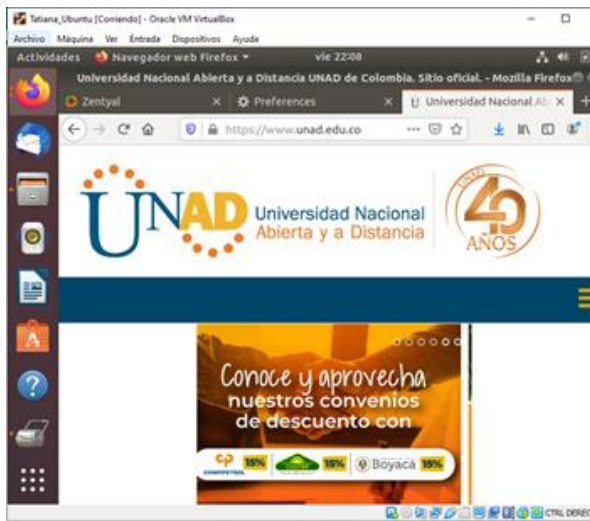 Tatiana_Ubuntu [Corriendo] - Oracle VM VirtualBox
Archivo Máquina Ver Entrada Dispositivos Ayuda
Actividades Navegador web Firefox vie 22:08
Universidad Nacional Abierta y a Distancia UNAD de Colombia. Sitio oficial. - Mozilla Firefox
Zentyal Preferences Universidad Nacional Ab
https://www.unad.edu.co
UNAD Universidad Nacional
Abierta y a Distancia
UNAD
40
AÑOS
Conoce y aprovecha
nuestros convenios
de descuento con
15% 15% Boyacá 15%
CTRL DEREC